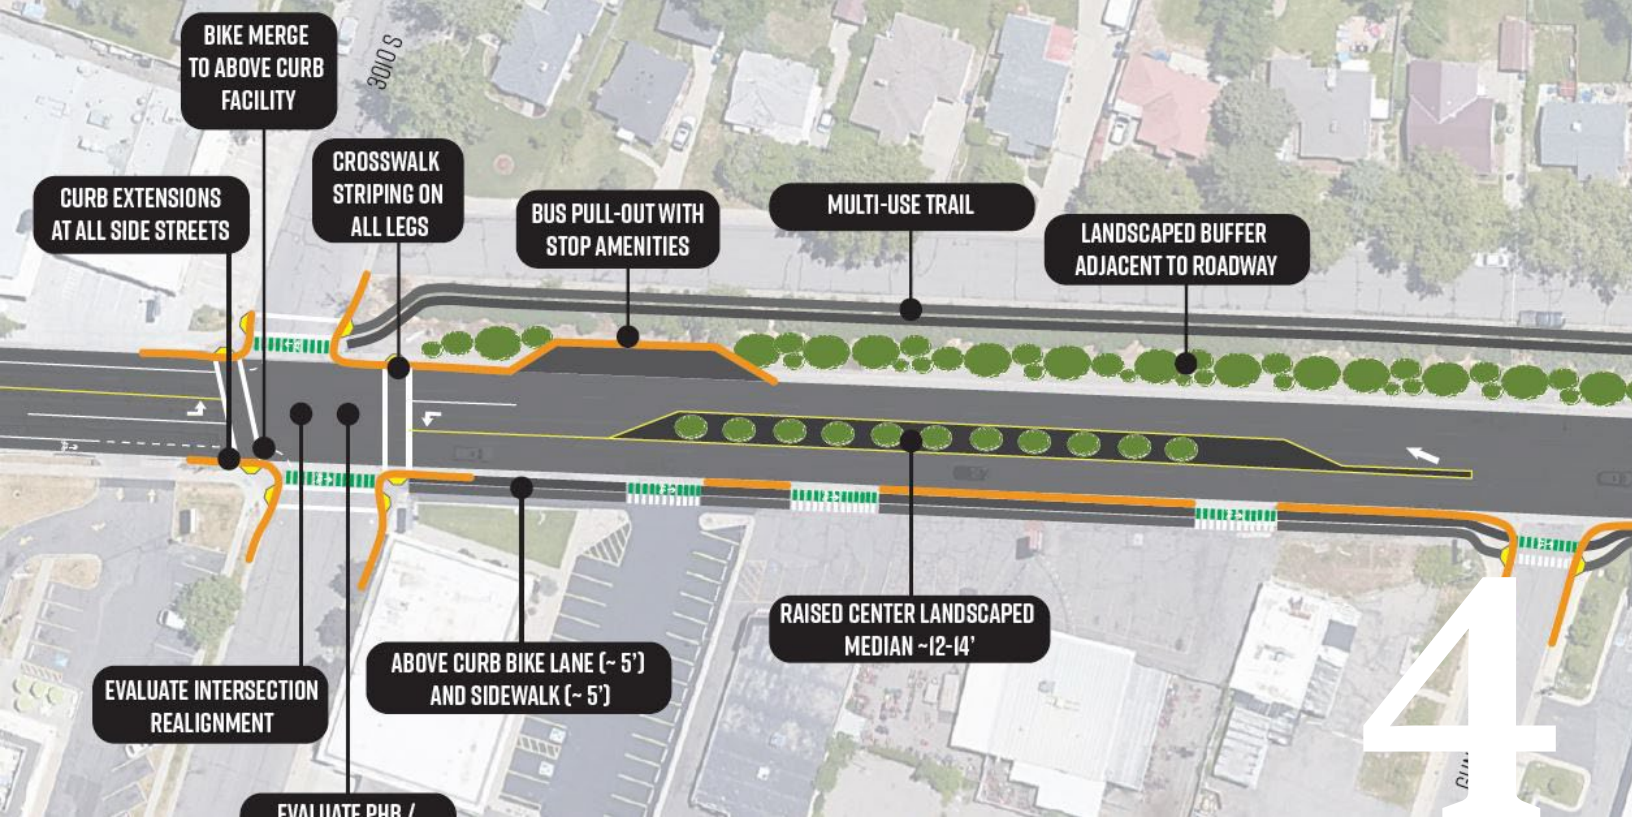 BIKE MERGE
TO ABOVE CURB
FACILITY
3010 S
CROSSWALK
STRIPING ON
ALL LEGS
CURB EXTENSIONS
AT ALL SIDE STREETS
BUS PULL-OUT WITH
STOP AMENITIES
MULTI-USE TRAIL
LANDSCAPED BUFFER
ADJACENT TO ROADWAY
RAISED CENTER LANDSCAPED
MEDIAN ~12-14'
ABOVE CURB BIKE LANE (~ 5')
AND SIDEWALK (~ 5')
EVALUATE INTERSECTION
REALIGNMENT
EVALUATE PHB /
4